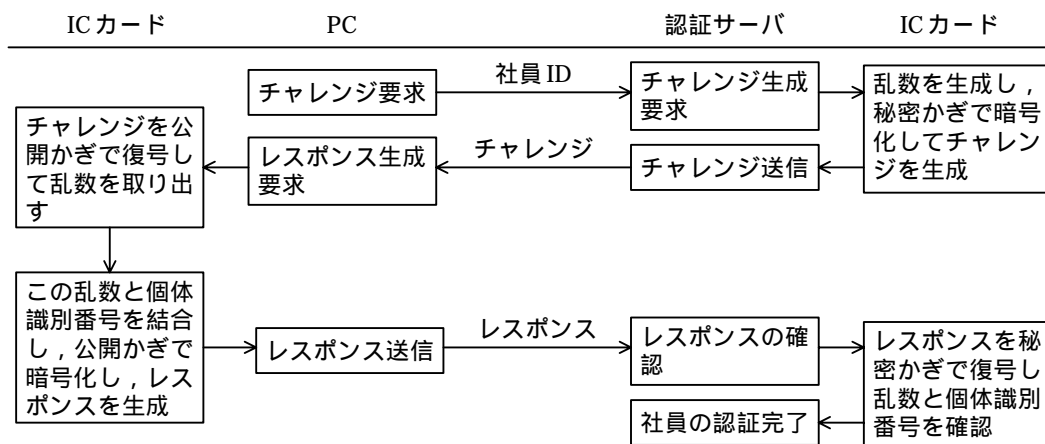 ICカード
PC
認証サーバ
ICカード
チャレンジ要求
社員ID
チャレンジ生成
要求
乱数を生成し，
秘密かぎで暗号
化してチャレン
ジを生成
チャレンジを公
開かぎで復号し
て乱数を取り出
す
レスポンス生成
要求
チャレンジ
チャレンジ送信
この乱数と個体
識別番号を結合
し，公開かぎで
暗号化し，レス
ポンスを生成
レスポンス送信
レスポンス
レスポンスの確
認
レスポンスを秘
密かぎで復号し
乱数と個体識別
番号を確認
社員の認証完了